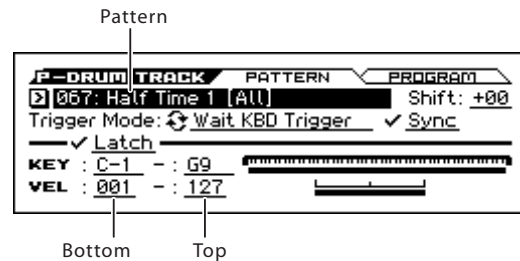 Pattern
P-DRUM TRACK PATTERN PROGRAM
067: Half Time 1 [All] Shift: +00
Trigger Mode: Wait KBD Trigger Sync
Latch
KEY : C-1 - : G9
VEL : 001 - : 127
Bottom Top